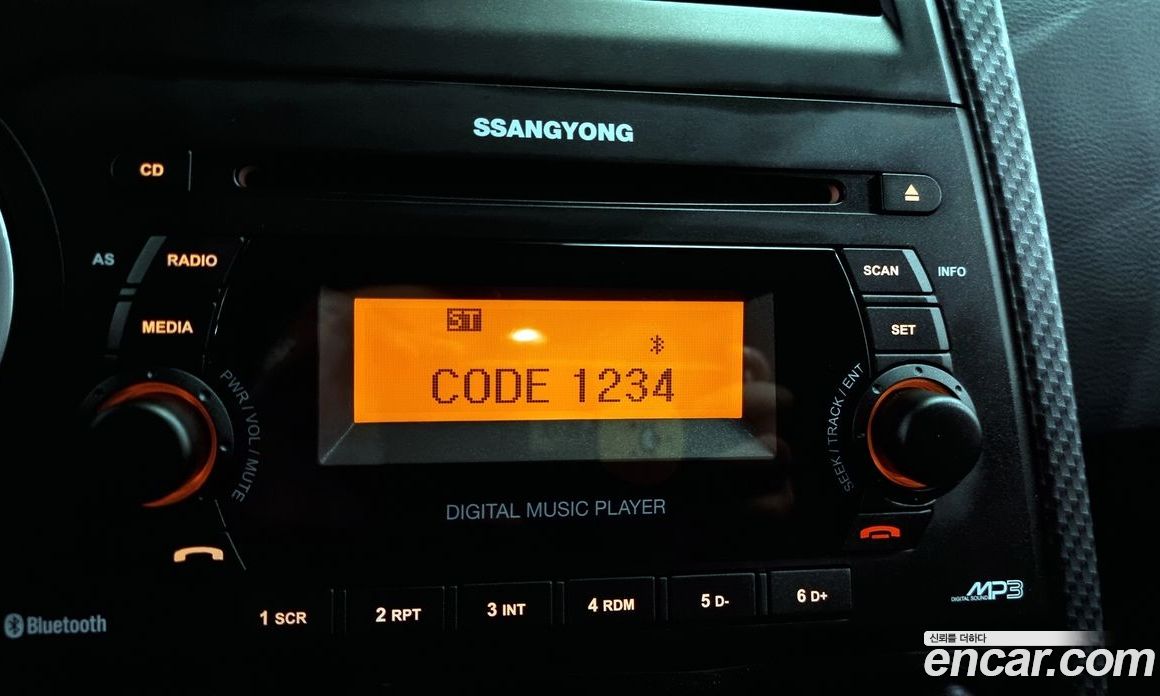 SSANGYONG
CD
AS RADIO
SCAN INFO
MEDIA
SET
ST
CODE 1234
PWR / VOL / MUTE
SEEK / TRACK / ENT
DIGITAL MUSIC PLAYER
1 SCR 2 RPT 3 INT 4 RDM 5 D- 6 D+
MP3
DIGITAL SOUND
Bluetooth
신뢰를 더하다
encar.com